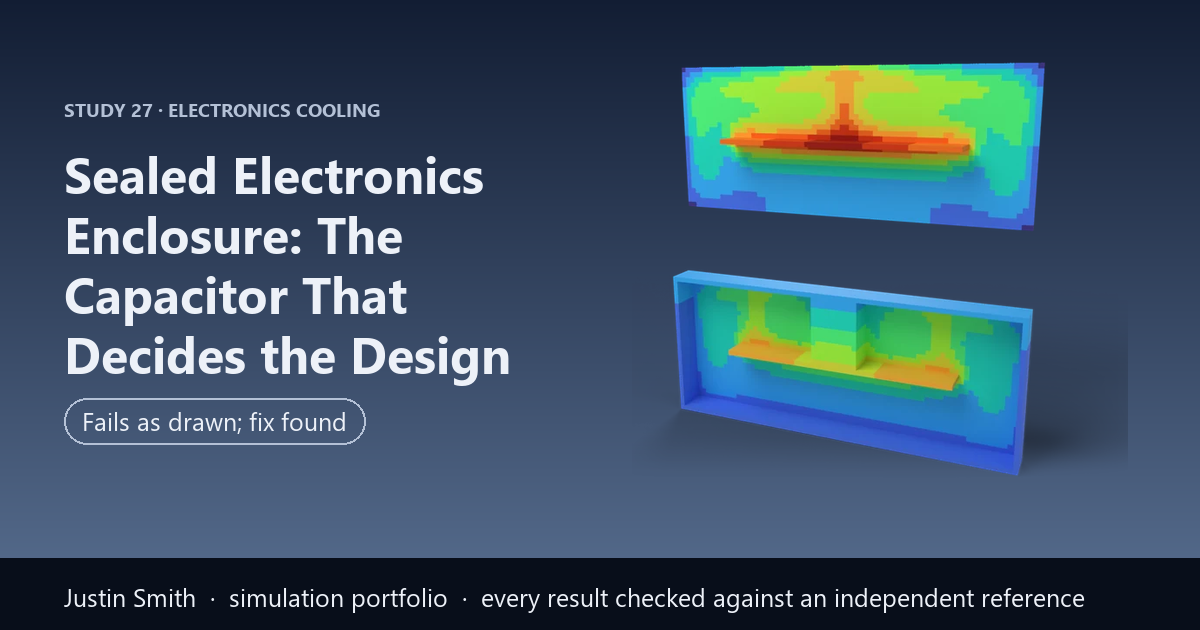 STUDY 27 · ELECTRONICS COOLING
Sealed Electronics
Enclosure: The
Capacitor That
Decides the Design
Fails as drawn; fix found
Justin Smith · simulation portfolio · every result checked against an independent reference